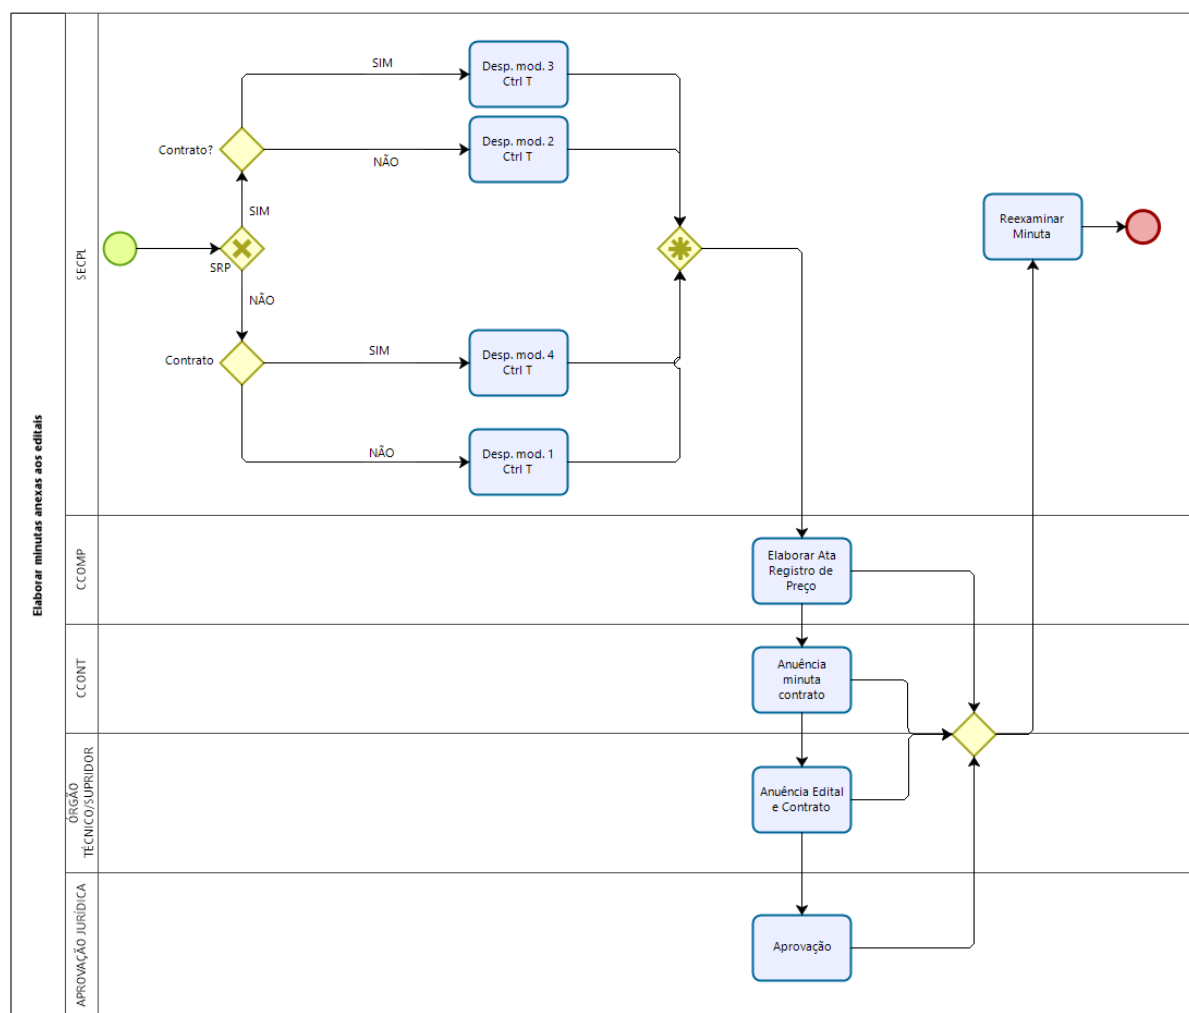 Elaborar minutas anexas aos editais
SECPL
SIM
Desp. mod. 3
Ctrl T
Contrato?
NÃO
Desp. mod. 2
Ctrl T
SIM
SRP
NÃO
Contrato
SIM
Desp. mod. 4
Ctrl T
NÃO
Desp. mod. 1
Ctrl T
Reexaminar
Minuta
CCOMP
Elaborar Ata
Registro de
Preço
CCONT
Anuência
minuta
contrato
ÓRGÃO
TÉCNICO/SUPRIDOR
Anuência Edital
e Contrato
APROVAÇÃO JURÍDICA
Aprovação